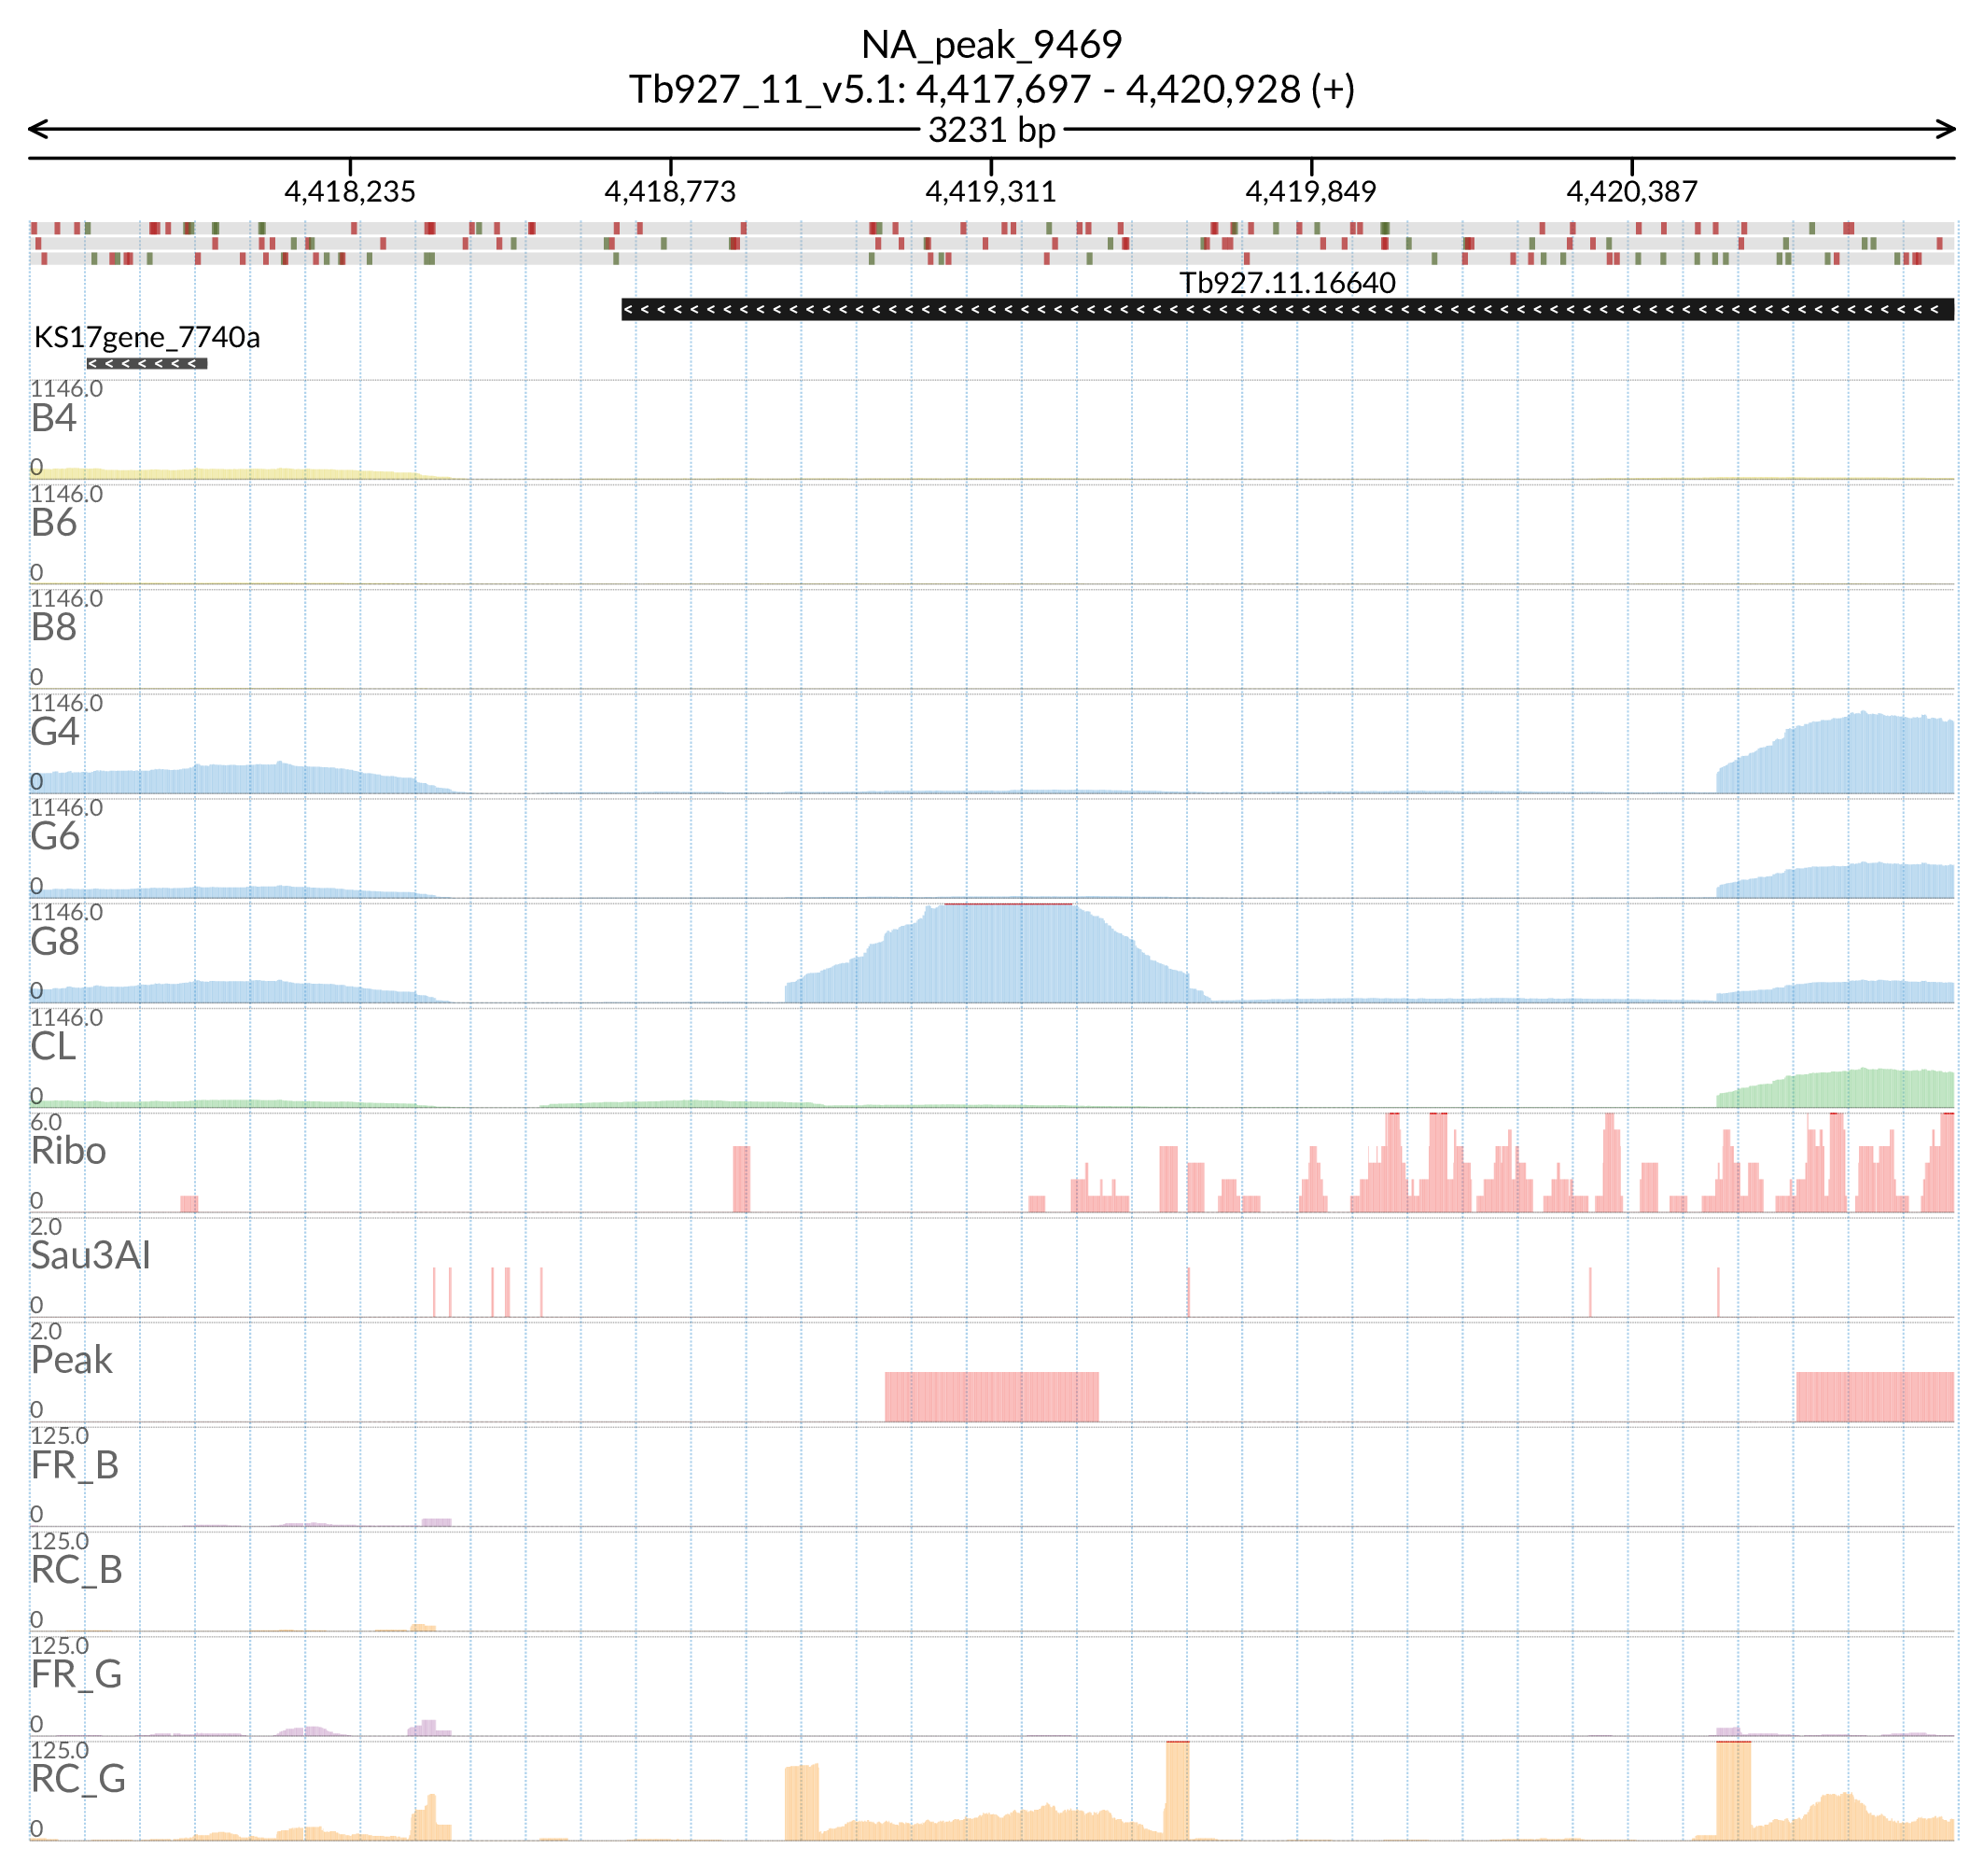 NA_peak_9469
Tb927_11_v5.1: 4,417,697 - 4,420,928 (+)
3231 bp
4,418,235 4,418,773 4,419,311 4,419,849 4,420,387
Tb927.11.16640
KS17gene_7740a
1146.0
B4
0
1146.0
B6
0
1146.0
B8
0
1146.0
G4
0
1146.0
G6
0
1146.0
G8
0
1146.0
CL
0
6.0
Ribo
0
2.0
Sau3AI
0
2.0
Peak
0
125.0
FR_B
0
125.0
RC_B
0
125.0
FR_G
0
125.0
RC_G
0